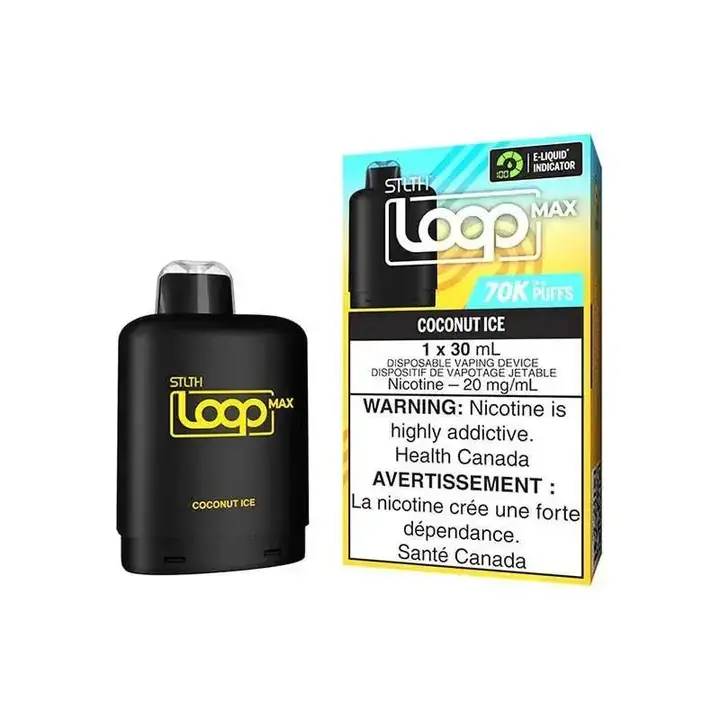 STLTH
Loop MAX
COCONUT ICE
100
E-LIQUID*
INDICATOR
STLTH
Loop MAX
70K PUFFS
COCONUT ICE
1 x 30 mL
DISPOSABLE VAPING DEVICE
DISPOSITIF DE VAPOTAGE JETABLE
Nicotine – 20 mg/mL
WARNING: Nicotine is
highly addictive.
Health Canada
AVERTISSEMENT :
La nicotine crée une forte
dépendance.
Santé Canada